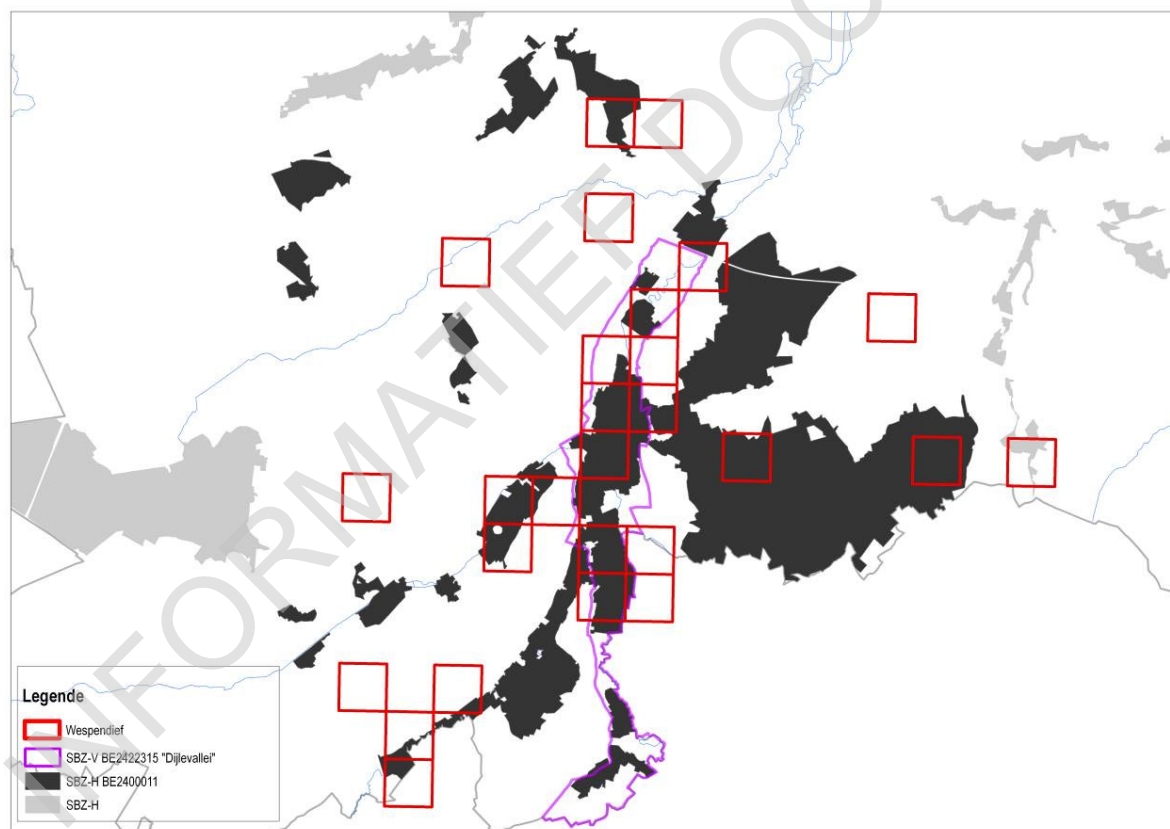 INFORMATIEF DOC
Legende
Wespendief
SBZ-V BE2422315 "Dijlevallei"
SBZ-H BE2400011
SBZ-H